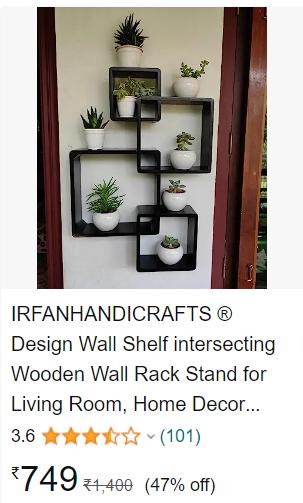 IRFANHANDICRAFTS ®
Design Wall Shelf intersecting
Wooden Wall Rack Stand for
Living Room, Home Decor...
3.6 (101)
₹749 ₹1,400 (47% off)